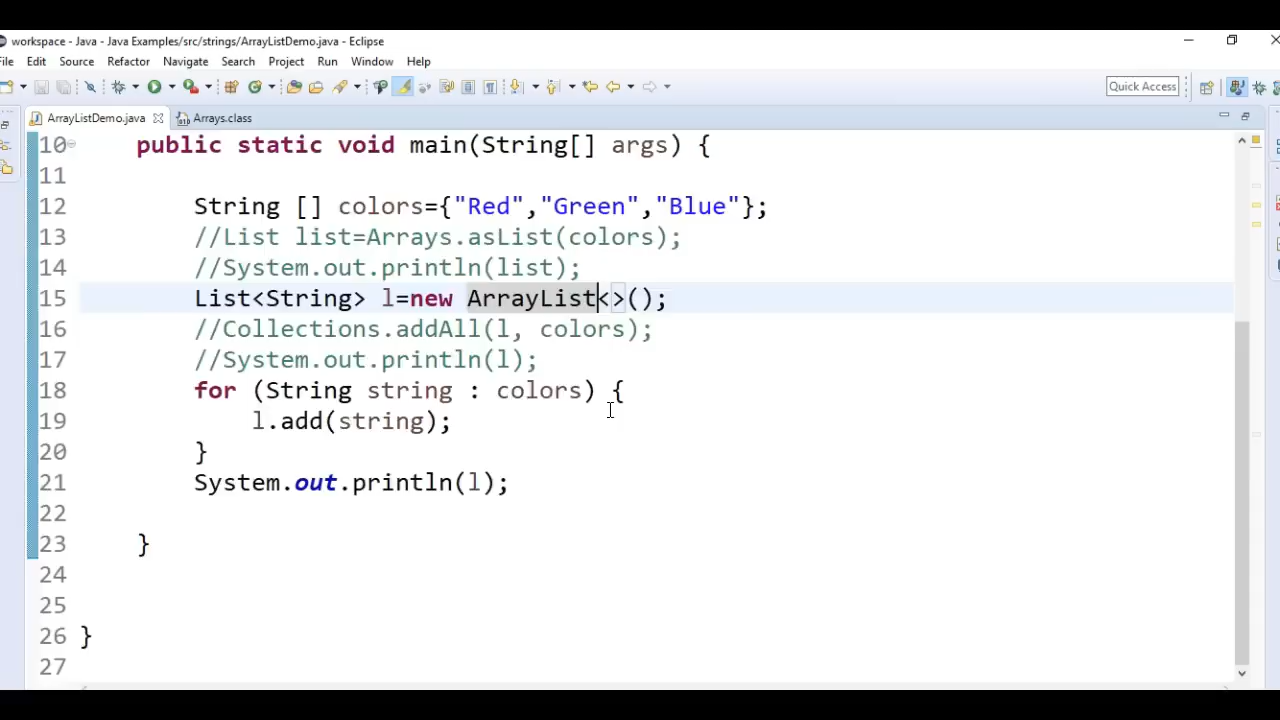 workspace - Java - Java Examples/src/strings/ArrayListDemo.java - Eclipse
File Edit Source Refactor Navigate Search Project Run Window Help
Quick Access
ArrayListDemo.java Arrays.class
10 public static void main(String[] args) {
11
12 String [] colors={"Red","Green","Blue"};
13 //List list=Arrays.asList(colors);
14 //System.out.println(list);
15 List<String> l=new ArrayList<>();
16 //Collections.addAll(l, colors);
17 //System.out.println(l);
18 for (String string : colors) {
19 l.add(string);
20 }
21 System.out.println(l);
22
23 }
24
25
26 }
27